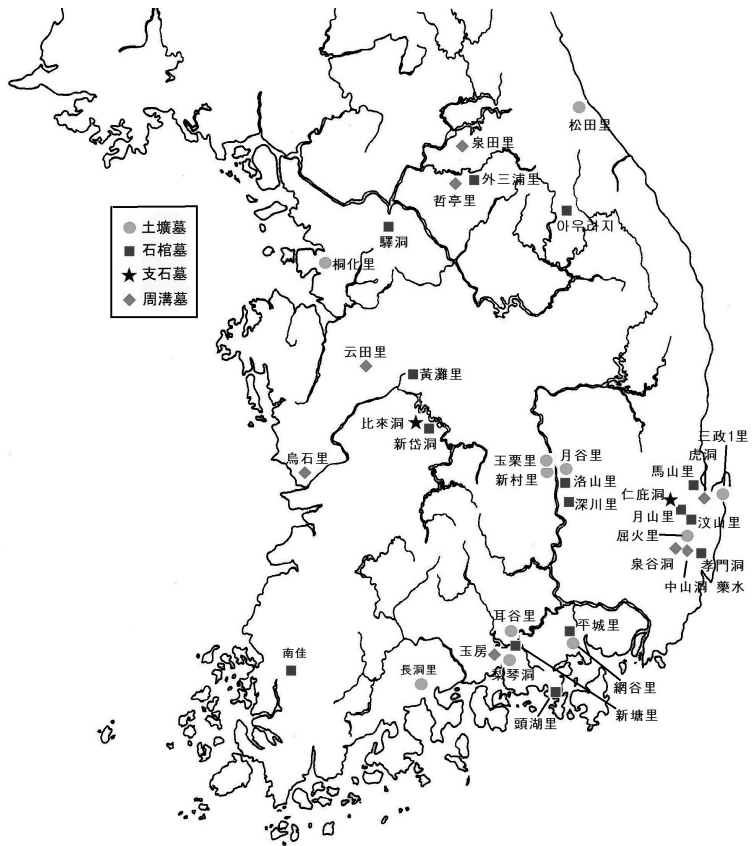 松田里
泉田里
外三浦里
哲亭里
아우라지
驛洞
土壙墓
石棺墓
支石墓
周溝墓
桐化里
云田里
黃灘里
比來洞
新岱洞
烏石里
玉栗里
月谷里
新村里
洛山里
深川里
三政1里
虎洞
馬山里
仁庇洞
月山里
汶山里
屈火里
泉谷洞
孝門洞
中山洞 藥水
耳谷里
平城里
玉房
梨琴洞
南佳
長洞里
網谷里
新塘里
頭湖里